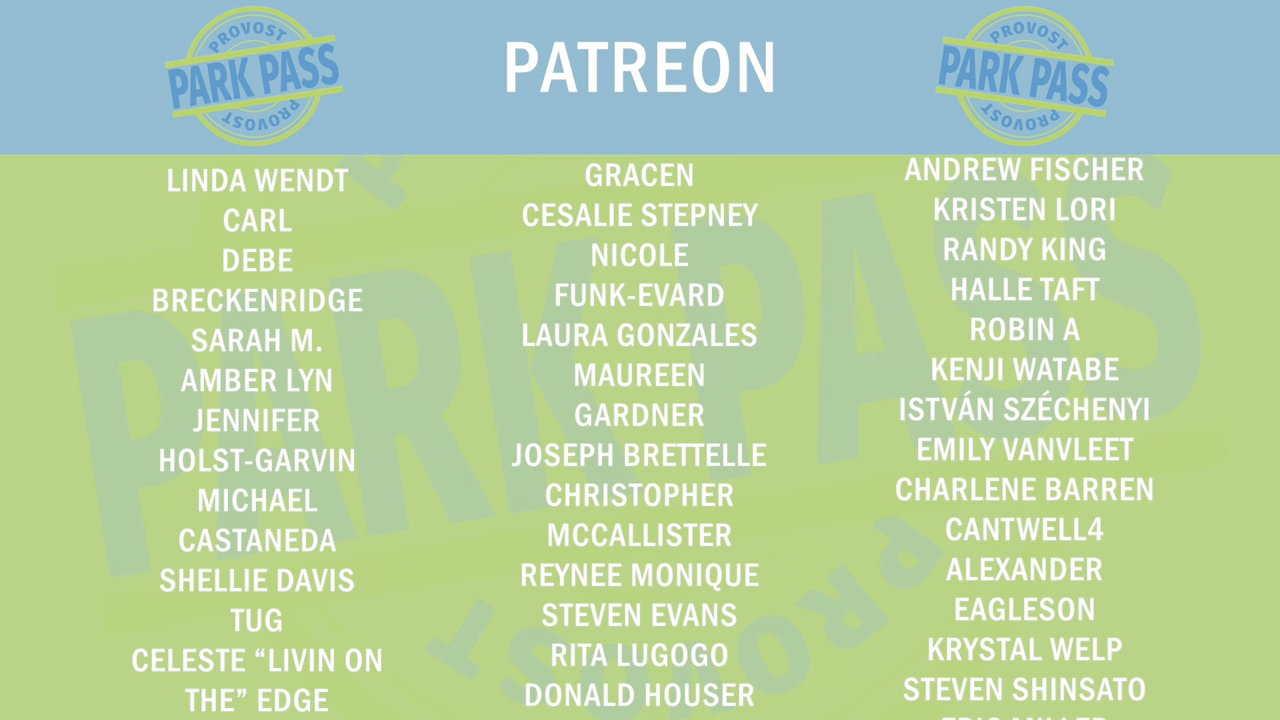 PROVOST
PARK PASS
PROVOST
PATREON
PROVOST
PARK PASS
PROVOST
LINDA WENDT
CARL
DEBE
BRECKENRIDGE
SARAH M.
AMBER LYN
JENNIFER
HOLST-GARVIN
MICHAEL
CASTANEDA
SHELLIE DAVIS
TUG
CELESTE “LIVIN ON
THE” EDGE
GRACEN
CESALIE STEPNEY
NICOLE
FUNK-EVARD
LAURA GONZALES
MAUREEN
GARDNER
JOSEPH BRETTELLE
CHRISTOPHER
MCCALLISTER
REYNEE MONIQUE
STEVEN EVANS
RITA LUGOGO
DONALD HOUSER
ANDREW FISCHER
KRISTEN LORI
RANDY KING
HALLE TAFT
ROBIN A
KENJI WATABE
ISTVÁN SZÉCHENYI
EMILY VANVLEET
CHARLENE BARREN
CANTWELL4
ALEXANDER
EAGLESON
KRYSTAL WELP
STEVEN SHINSATO
PARK PASS
PROVOST